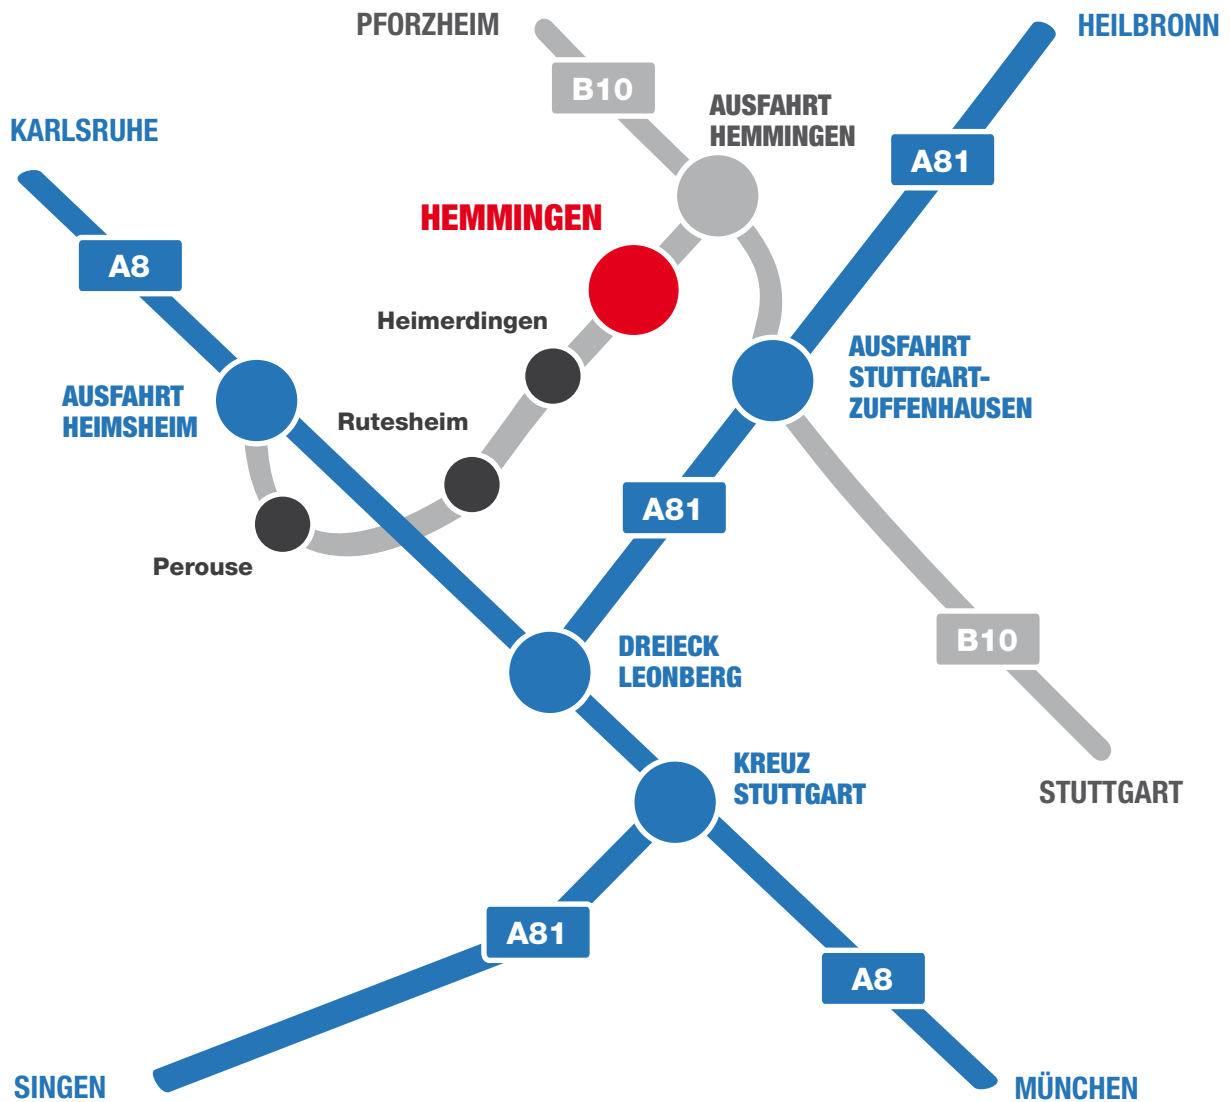 PFORZHEIM
HEILBRONN
B10
AUSFAHRT
HEMMINGEN
KARLSRUHE
A81
HEMMINGEN
A8
Heimerdingen
AUSFAHRT
STUTTGART-
ZUFFENHAUSEN
AUSFAHRT
HEIMSHEIM
Rutesheim
A81
Perouse
B10
DREIECK
LEONBERG
KREUZ
STUTTGART
STUTTGART
A81
A8
SINGEN
MÜNCHEN